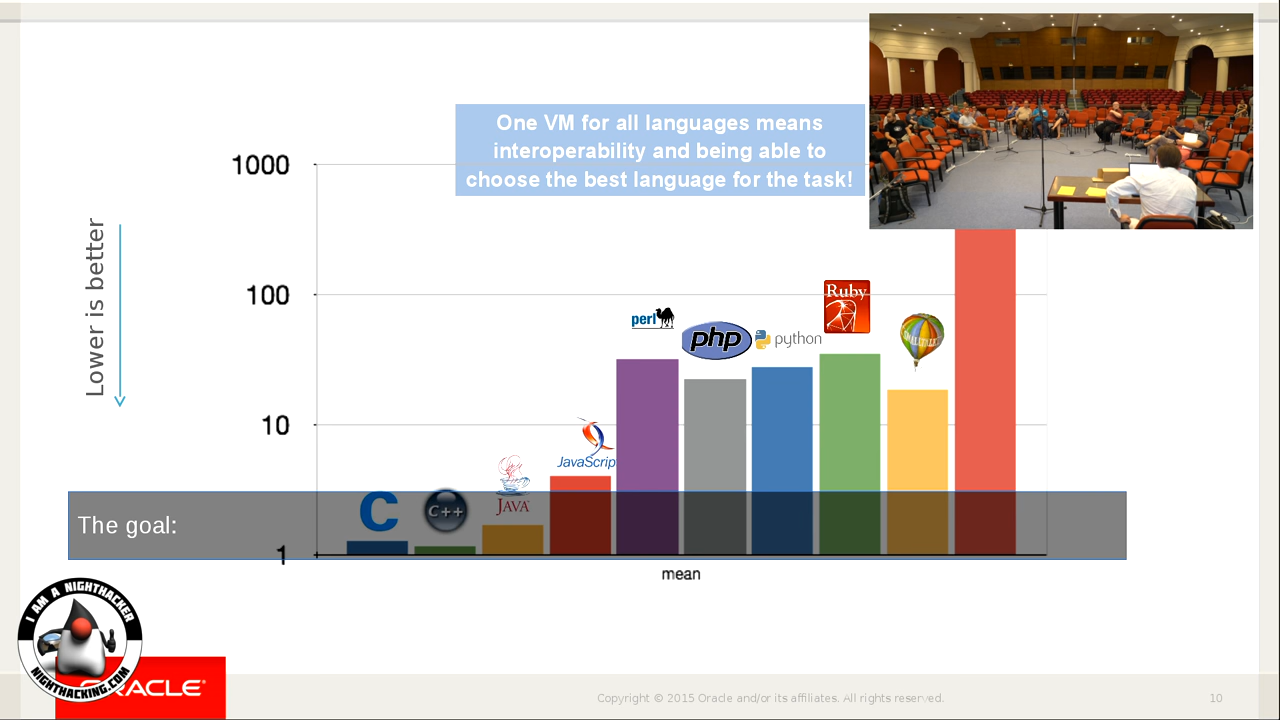 One VM for all languages means
interoperability and being able to
choose the best language for the task!
1000
100
10
1
Lower is better
perl
php
python
Ruby
SMALLTALK
JavaScrip
C
C++
JAVA
The goal:
mean
I AM A NIGHTHACKER
NIGHTHACKING.COM
ORACLE
Copyright © 2015 Oracle and/or its affiliates. All rights reserved.
10